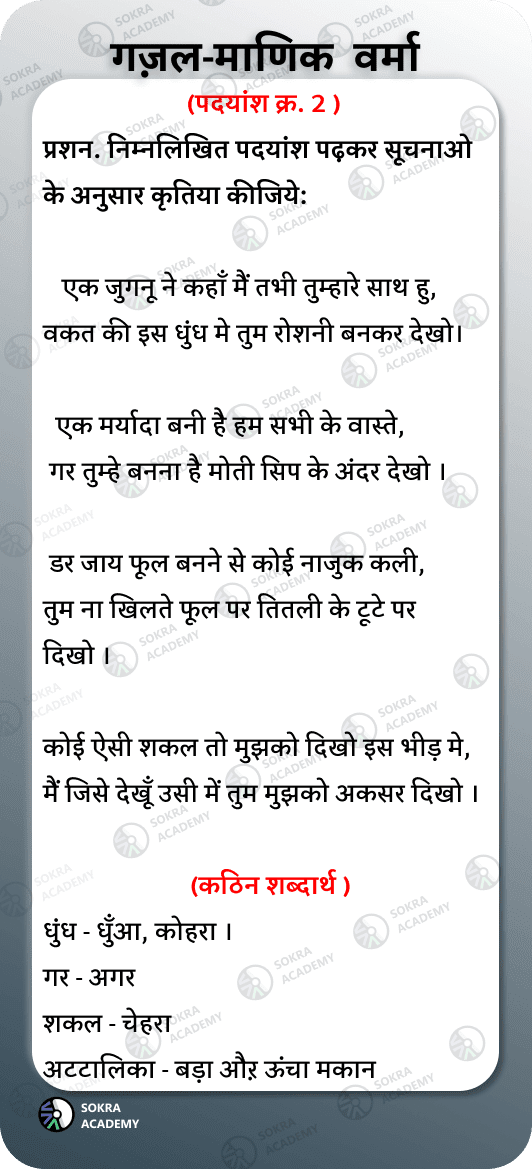 गज़ल-माणिक वर्मा
(पदयांश क्र. 2 )
प्रशन. निम्नलिखित पदयांश पढ़कर सूचनाओ
के अनुसार कृतिया कीजिये:
एक जुगनू ने कहाँ मैं तभी तुम्हारे साथ हु,
वकत की इस धुंध मे तुम रोशनी बनकर देखो।
एक मर्यादा बनी है हम सभी के वास्ते,
गर तुम्हे बनना है मोती सिप के अंदर देखो ।
डर जाय फूल बनने से कोई नाजुक कली,
तुम ना खिलते फूल पर तितली के टूटे पर
दिखो ।
कोई ऐसी शकल तो मुझको दिखो इस भीड़ मे,
मैं जिसे देखूँ उसी में तुम मुझको अकसर दिखो ।
(कठिन शब्दार्थ )
धुंध - धुँआ, कोहरा ।
गर - अगर
शकल - चेहरा
अटटालिका - बड़ा और् ऊंचा मकान
SOKRA
ACADEMY